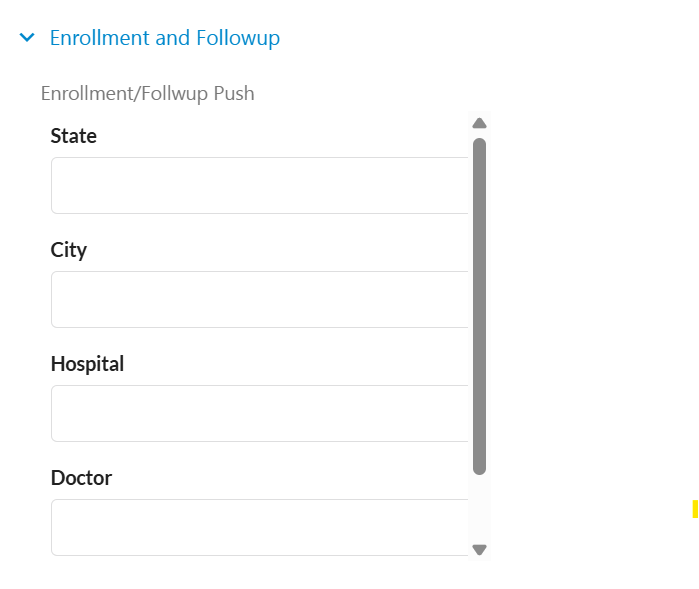 Enrollment and Followup
Enrollment/Follwup Push
State
City
Hospital
Doctor